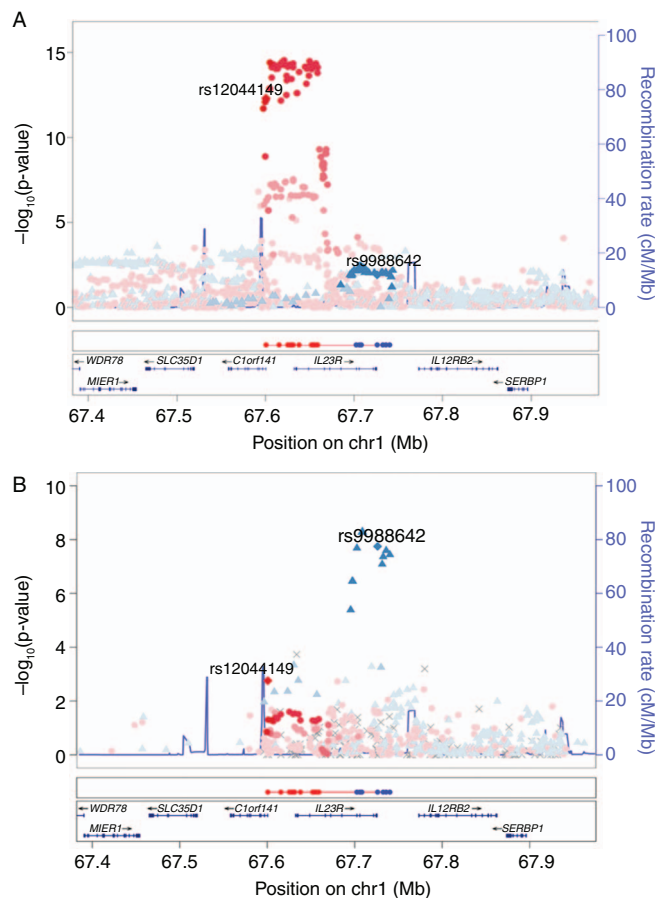 A
15
10
5
0
–log10(p-value)
100
80
60
40
20
0
Recombination rate (cM/Mb)
rs12044149
rs9988642
WDR78
SLC35D1
C1orf141
IL23R
IL12RB2
MIER1
SERBP1
67.4 67.5 67.6 67.7 67.8 67.9
Position on chr1 (Mb)
B
10
8
6
4
2
0
–log10(p-value)
100
80
60
40
20
0
Recombination rate (cM/Mb)
rs9988642
rs12044149
WDR78
SLC35D1
C1orf141
IL23R
IL12RB2
MIER1
SERBP1
67.4 67.5 67.6 67.7 67.8 67.9
Position on chr1 (Mb)